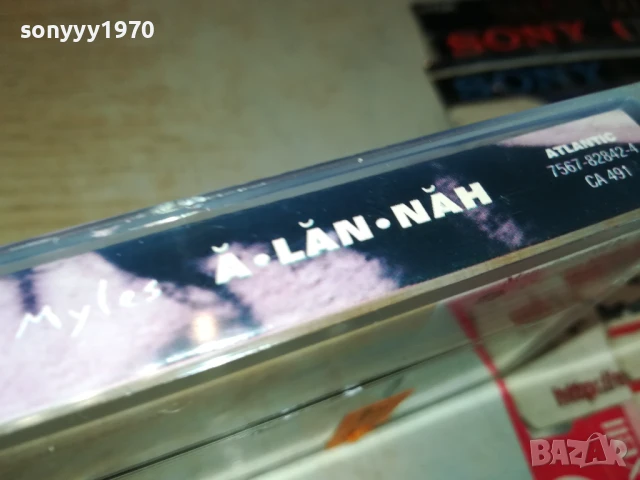 sonyyy1970
SONY
Myles Ă•LĂN•NĂH
ATLANTIC
7567-82842-4
CA 491
BAZAR